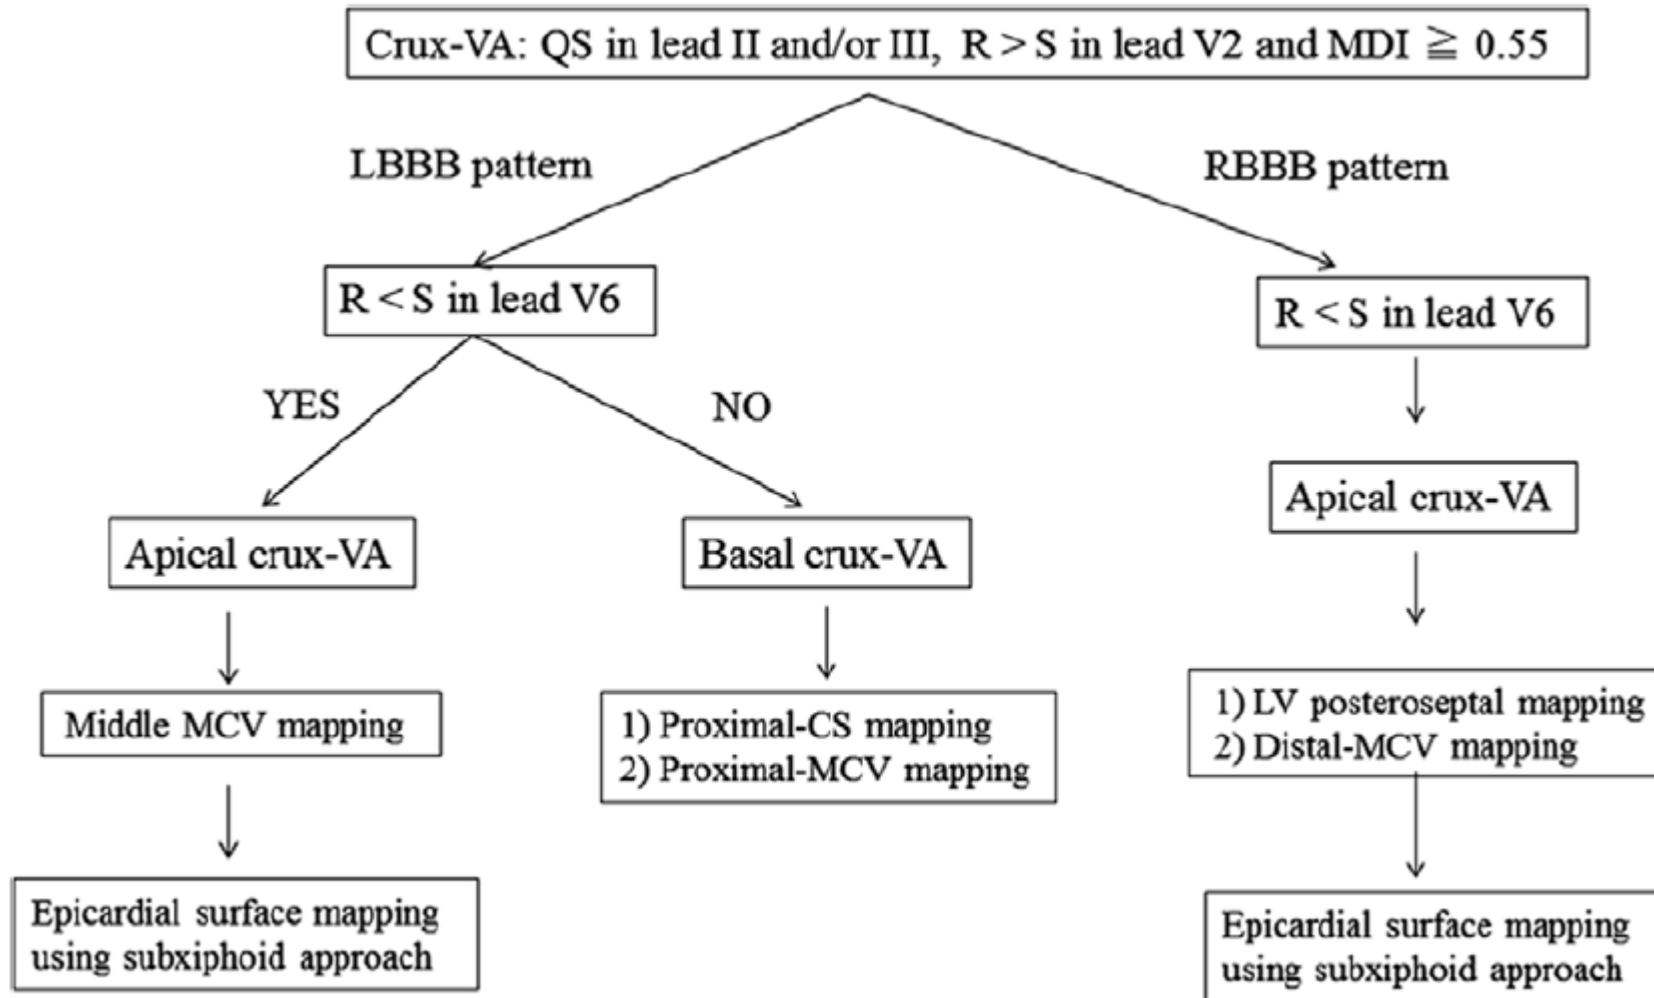 Crux-VA: QS in lead II and/or III, R > S in lead V2 and MDI ≧ 0.55
LBBB pattern
RBBB pattern
R < S in lead V6
R < S in lead V6
YES
NO
Apical crux-VA
Basal crux-VA
Apical crux-VA
Middle MCV mapping
1) Proximal-CS mapping
2) Proximal-MCV mapping
1) LV posteroseptal mapping
2) Distal-MCV mapping
Epicardial surface mapping
using subxiphoid approach
Epicardial surface mapping
using subxiphoid approach